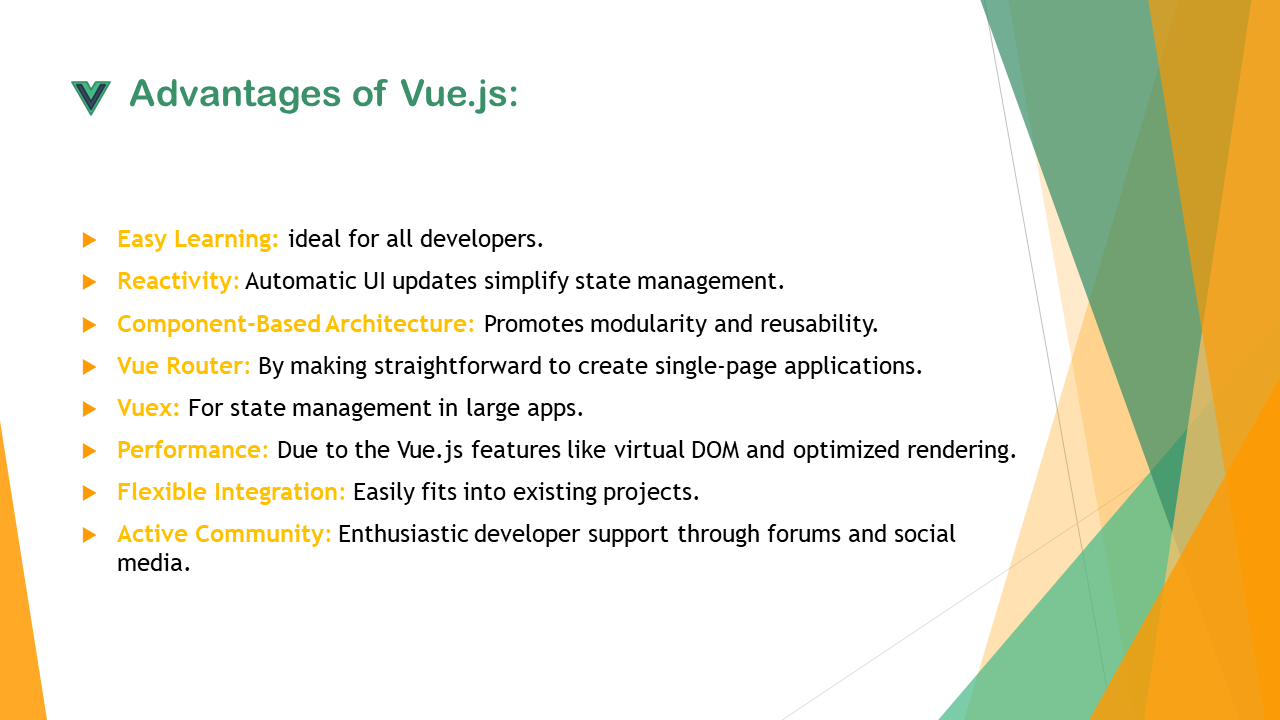 Advantages of Vue.js:
Easy Learning: ideal for all developers.
Reactivity: Automatic UI updates simplify state management.
Component-Based Architecture: Promotes modularity and reusability.
Vue Router: By making straightforward to create single-page applications.
Vuex: For state management in large apps.
Performance: Due to the Vue.js features like virtual DOM and optimized rendering.
Flexible Integration: Easily fits into existing projects.
Active Community: Enthusiastic developer support through forums and social
media.